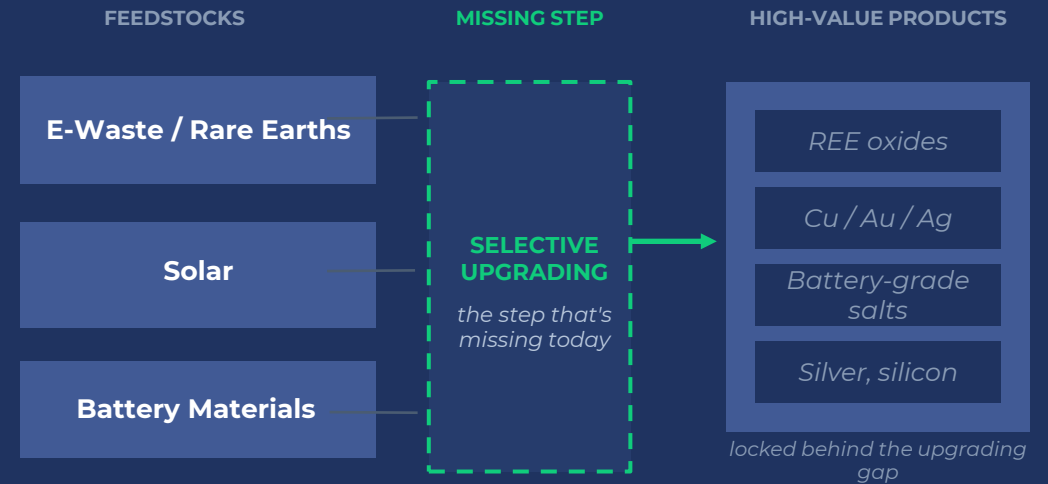 FEEDSTOCKS
MISSING STEP
HIGH-VALUE PRODUCTS
E-Waste / Rare Earths
Solar
Battery Materials
SELECTIVE
UPGRADING
the step that's
missing today
REE oxides
Cu / Au / Ag
Battery-grade
salts
Silver, silicon
locked behind the upgrading
gap